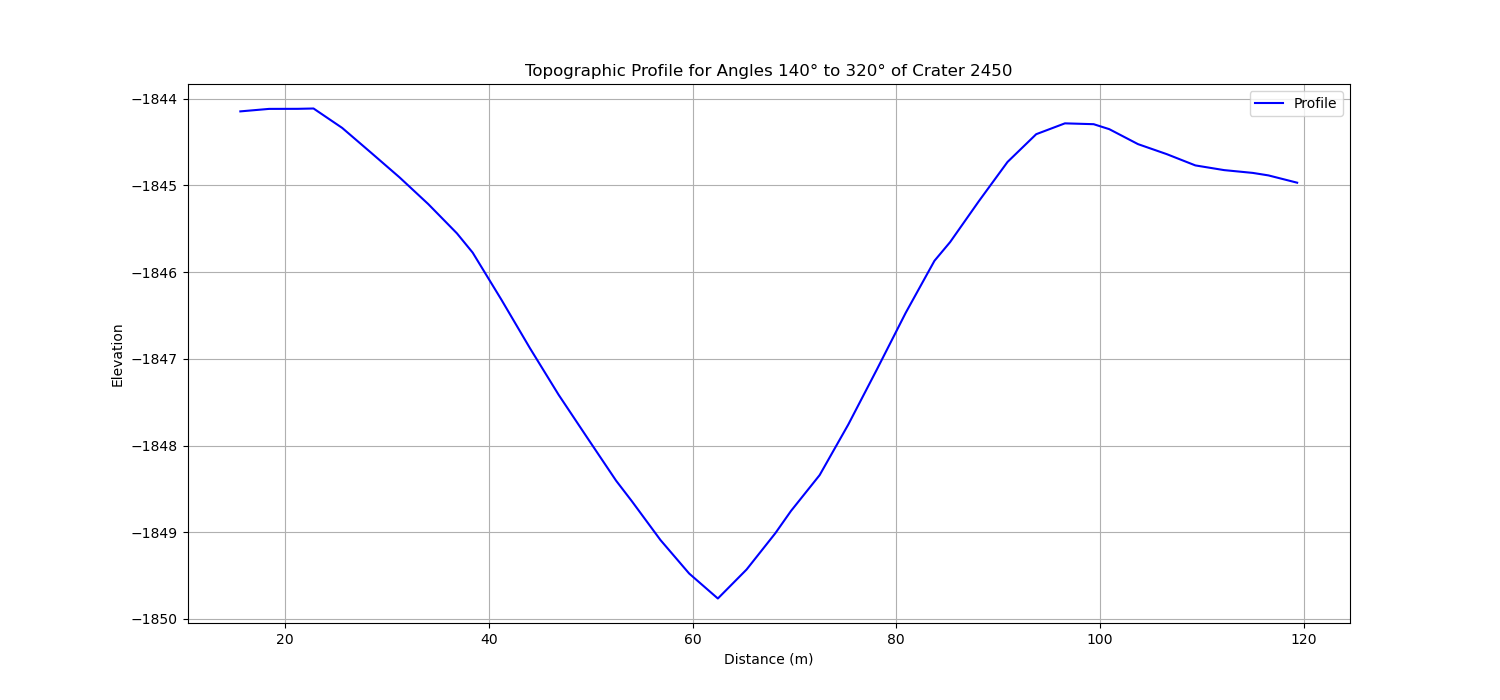 Topographic Profile for Angles 140° to 320° of Crater 2450
Profile
Elevation
−1844
−1845
−1846
−1847
−1848
−1849
−1850
20 40 60 80 100 120
Distance (m)